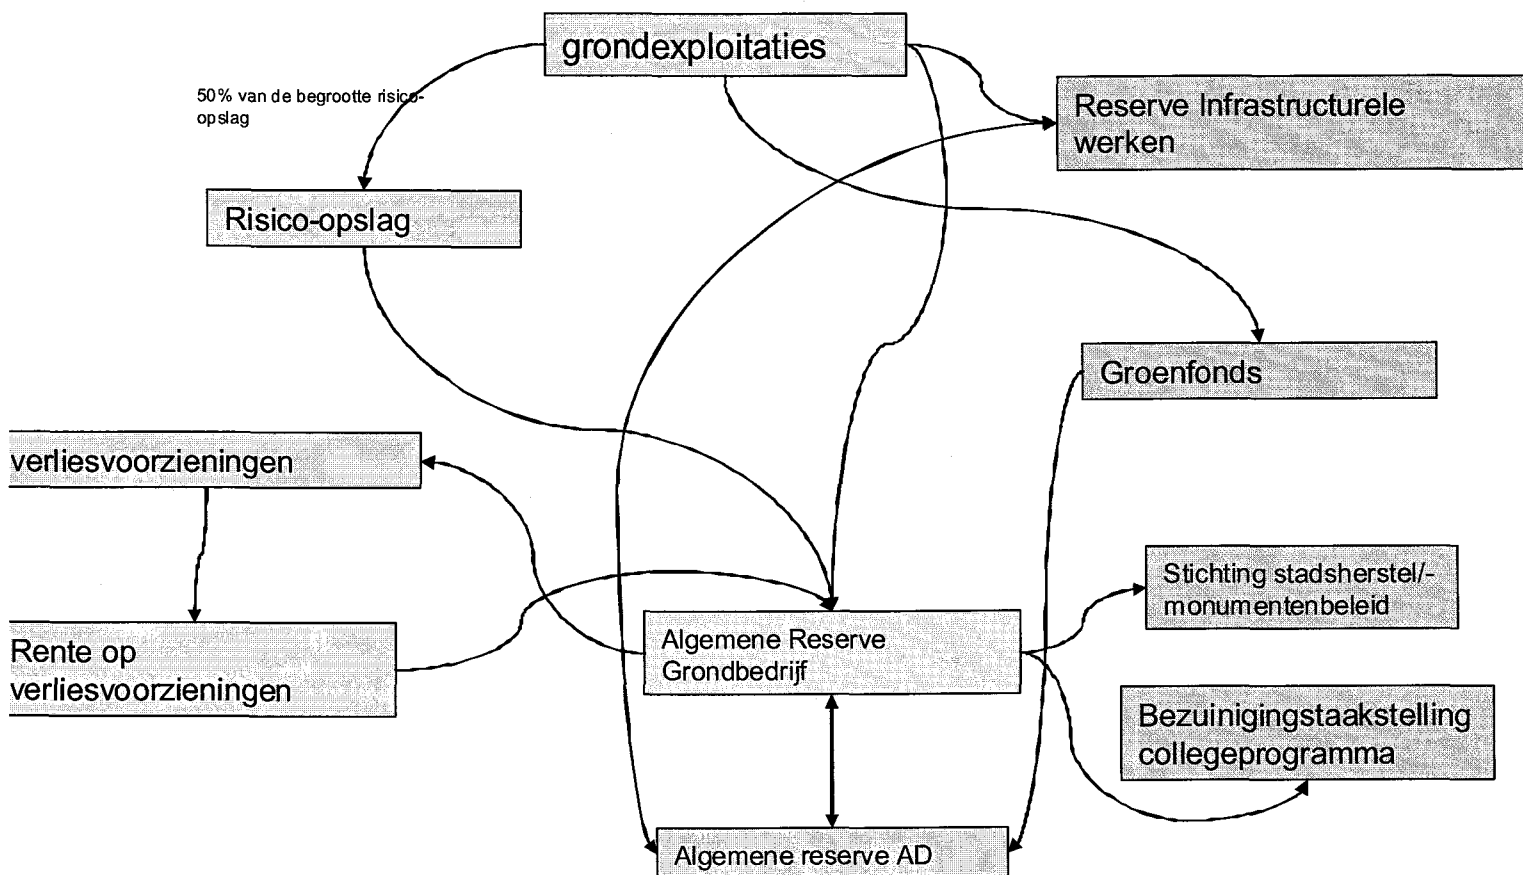 grondexploitaties
50% van de begrootte risico-
opslag
Reserve Infrastructurele
werken
Risico-opslag
Groenfonds
verliesvoorzieningen
Stichting stadsherstel/-
monumentenbeleid
Algemene Reserve
Grondbedrijf
Rente op
verliesvoorzieningen
Bezuinigingstaakstelling
collegeprogramma
Algemene reserve AD